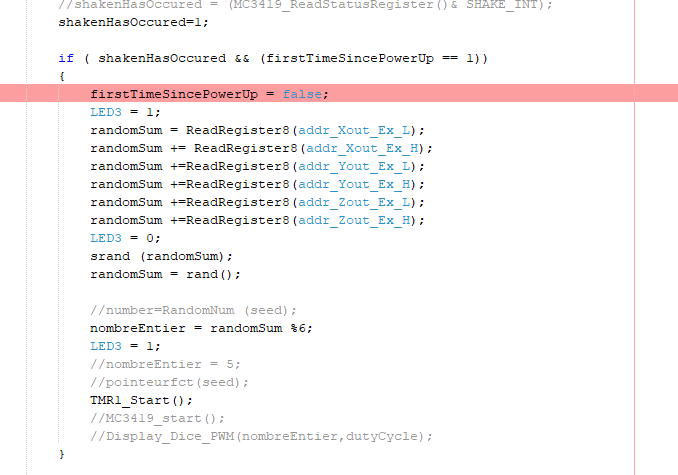 //shakenHasOccured = (MC3419_ReadStatusRegister()& SHAKE_INT);
shakenHasOccured=1;
if ( shakenHasOccured && (firstTimeSincePowerUp == 1))
{
firstTimeSincePowerUp = false;
LED3 = 1;
randomSum = ReadRegister8(addr_Xout_Ex_L);
randomSum += ReadRegister8(addr_Xout_Ex_H);
randomSum +=ReadRegister8(addr_Yout_Ex_L);
randomSum +=ReadRegister8(addr_Yout_Ex_H);
randomSum +=ReadRegister8(addr_Zout_Ex_L);
randomSum +=ReadRegister8(addr_Zout_Ex_H);
LED3 = 0;
srand (randomSum);
randomSum = rand();
//number=RandomNum (seed);
nombreEntier = randomSum %6;
LED3 = 1;
//nombreEntier = 5;
//pointeurfct(seed);
TMR1_Start();
//MC3419_start();
//Display_Dice_PWM(nombreEntier,dutyCycle);
}